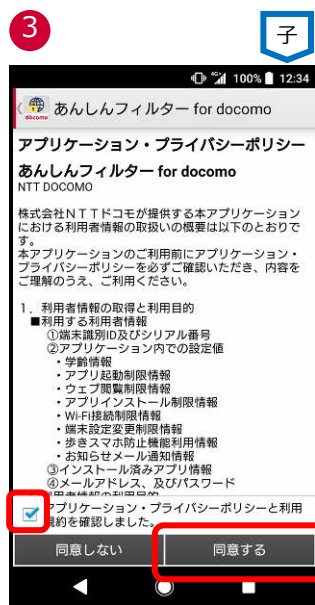 3
子
100% 12:34
docomo
あんしんフィルター for docomo
アプリケーション・プライバシーポリシー
あんしんフィルター for docomo
NTT DOCOMO
株式会社ＮＴＴドコモが提供する本アプリケーション
における利用者情報の取扱いの概要は以下のとおりで
す。
本アプリケーションのご利用前にアプリケーション・
プライバシーポリシーを必ずご確認いただき、内容を
ご理解のうえ、ご利用ください。
１．利用者情報の取得と利用目的
■利用する利用者情報
①端末識別ID及びシリアル番号
②アプリケーション内での設定値
・学齢情報
・アプリ起動制限情報
・ウェブ閲覧制限情報
・アプリインストール制限情報
・Wi-Fi接続制限情報
・端末設定変更制限情報
・歩きスマホ防止機能利用情報
・お知らせメール通知情報
③インストール済みアプリ情報
④メールアドレス、及びパスワード
アプリケーション・プライバシーポリシーと利用
規約を確認しました。
同意しない
同意する